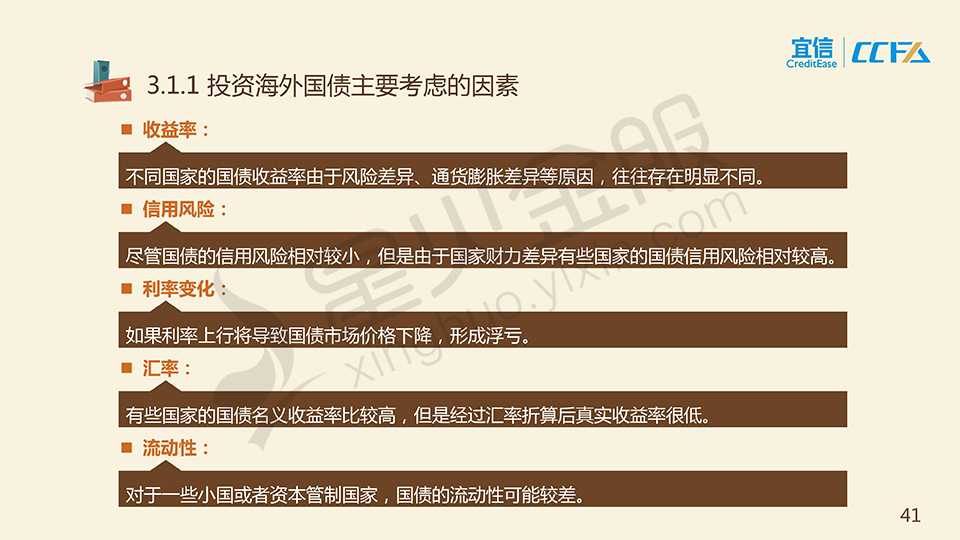 宜信
CreditEase
CCFA
3.1.1 投资海外国债主要考虑的因素
收益率：
不同国家的国债收益率由于风险差异、通货膨胀差异等原因，往往存在明显不同。
信用风险：
尽管国债的信用风险相对较小，但是由于国家财力差异有些国家的国债信用风险相对较高。
利率变化：
如果利率上行将导致国债市场价格下降，形成浮亏。
汇率：
有些国家的国债名义收益率比较高，但是经过汇率折算后真实收益率很低。
流动性：
对于一些小国或者资本管制国家，国债的流动性可能较差。
星火金服
xinghuo.yixin.com
41